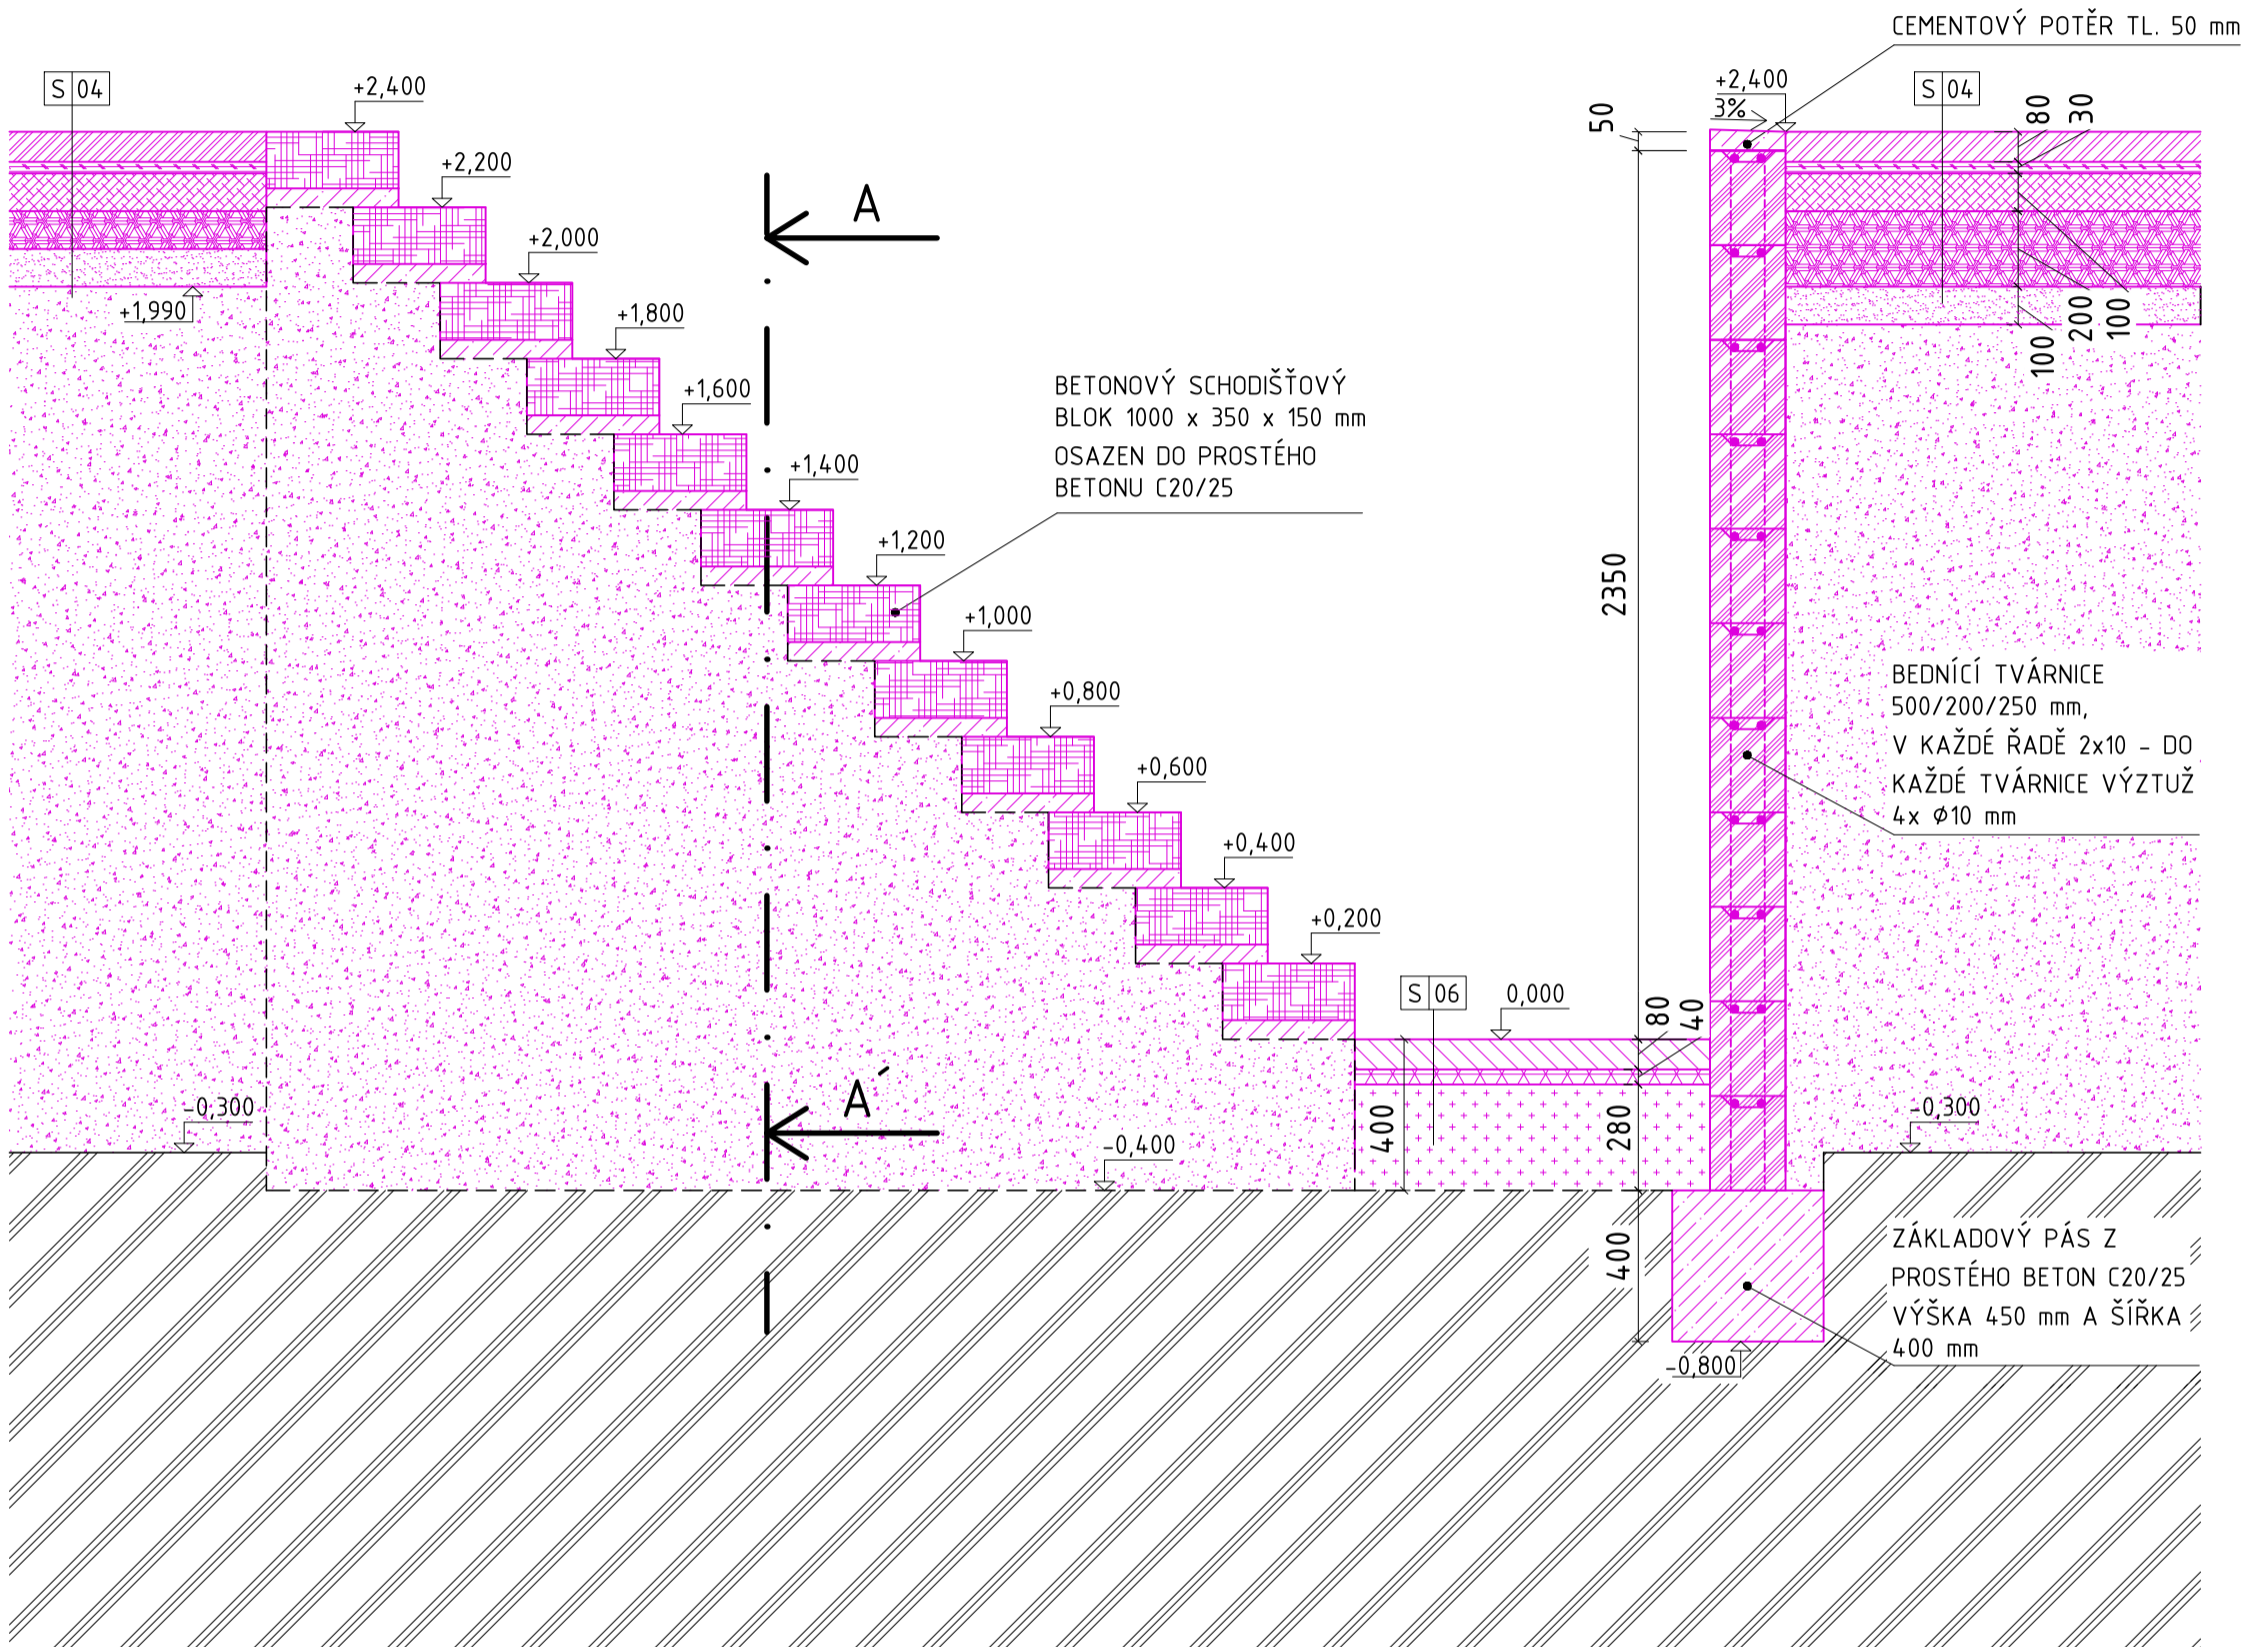 CEMENTOVÝ POTĚR TL. 50 mm
S 04
+2,400
+2,400
3%
S 04
50
80
30
+2,200
A
+2,000
+1,990
+1,800
200
100
100
+1,600
BETONOVÝ SCHODIŠŤOVÝ
BLOK 1000 x 350 x 150 mm
OSAZEN DO PROSTÉHO
BETONU C20/25
+1,400
+1,200
2350
+1,000
+0,800
BEDNÍCÍ TVÁRNICE
500/200/250 mm,
V KAŽDÉ ŘADĚ 2x10 - DO
KAŽDÉ TVÁRNICE VÝZTUŽ
4x Ø10 mm
+0,600
+0,400
+0,200
S 06
0,000
80
40
A´
-0,300
-0,400
400
280
-0,300
400
ZÁKLADOVÝ PÁS Z
PROSTÉHO BETON C20/25
VÝŠKA 450 mm A ŠÍŘKA
400 mm
-0,800